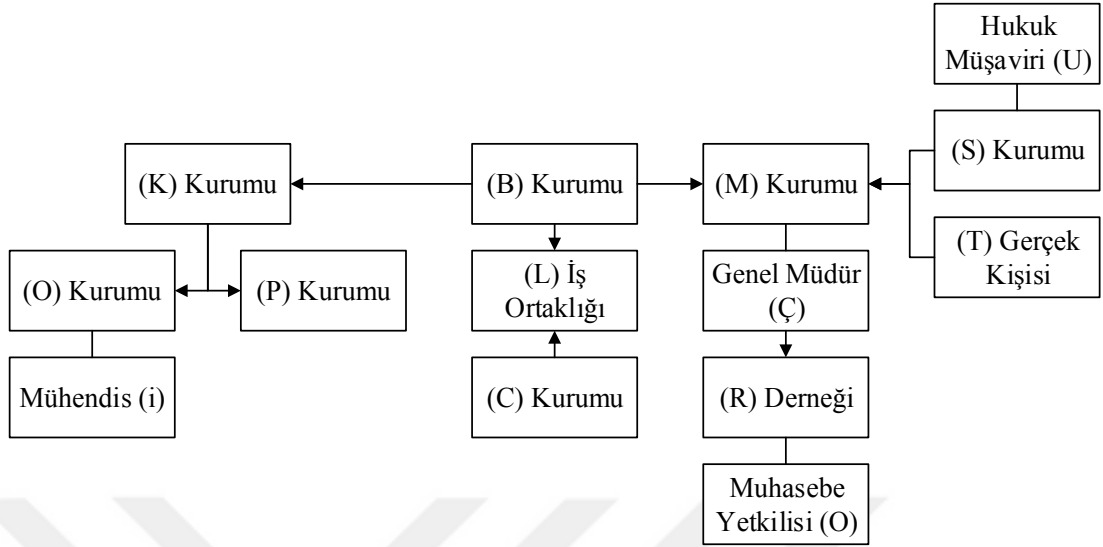 Hukuk
Müşaviri (U)
(S) Kurumu
(K) Kurumu
(B) Kurumu
(M) Kurumu
(T) Gerçek
Kişisi
(O) Kurumu
(P) Kurumu
(L) İş
Ortaklığı
Genel Müdür
(Ç)
Mühendis (i)
(C) Kurumu
(R) Derneği
Muhasebe
Yetkilisi (O)